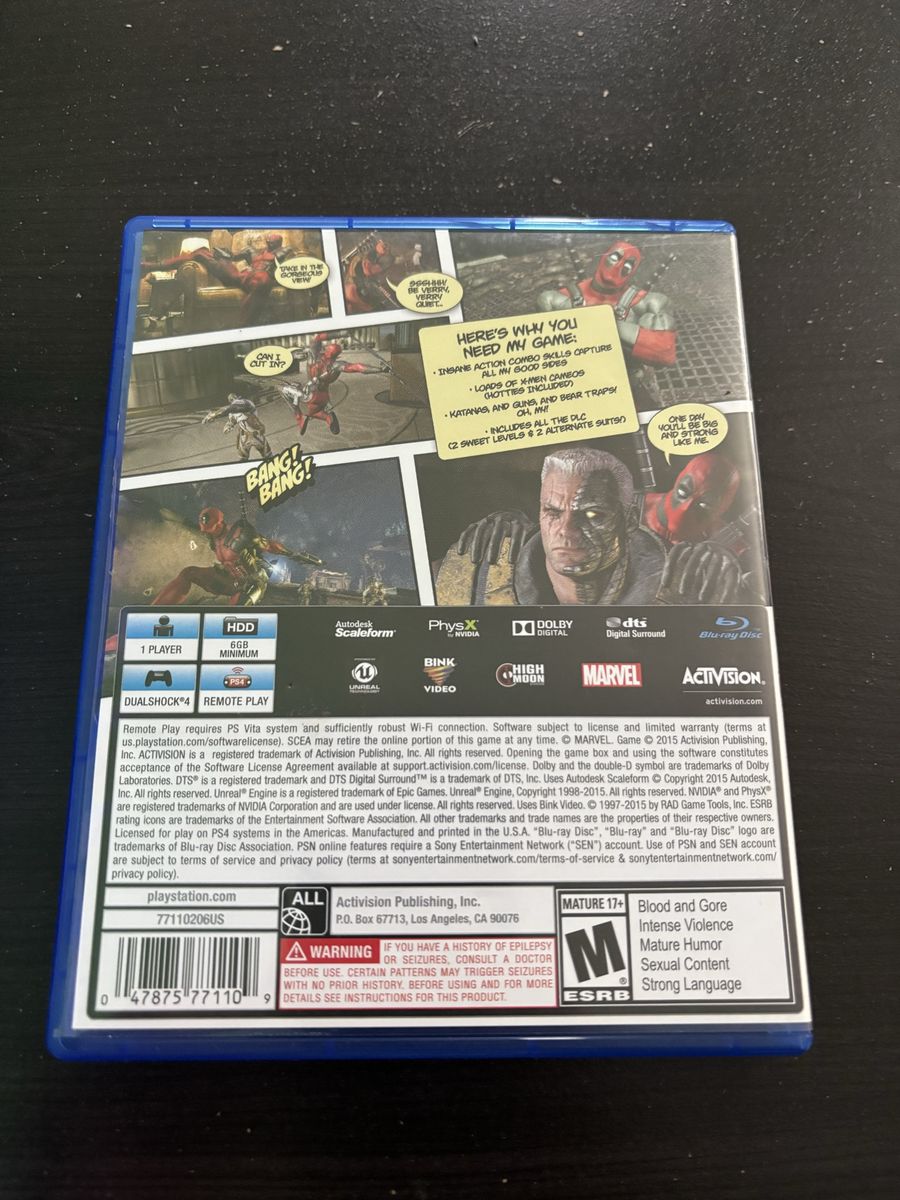 TAKE IN THE
GORGEOUS
VIEW!
SSSHHH!
BE VERRY,
VERRY
QUIET...
CAN I
CUT IN?
HERE'S WHY YOU
NEED MY GAME:
• INSANE ACTION COMBO SKILLS CAPTURE
ALL MY GOOD SIDES
• LOADS OF X-MEN CAMEOS
(HOTTIES INCLUDED)
• KATANAS, AND GUNS, AND BEAR TRAPS!
OH, MY!
• INCLUDES ALL THE DLC
(2 SWEET LEVELS & 2 ALTERNATE SUITS!)
ONE DAY
YOU'LL BE BIG
AND STRONG
LIKE ME.
BANG!
BANG!
1 PLAYER
HDD
6GB
MINIMUM
DUALSHOCK®4
PS4
REMOTE PLAY
Autodesk
Scaleform®
PhysX®
by NVIDIA
DOLBY
DIGITAL
dts
Digital Surround
Blu-ray Disc™
UNREAL
TECHNOLOGY
BINK
VIDEO
HIGH
MOON
MARVEL
ACTIVISION®
activision.com
Remote Play requires PS Vita system and sufficiently robust Wi-Fi connection. Software subject to license and limited warranty (terms at
us.playstation.com/softwarelicense). SCEA may retire the online portion of this game at any time. © MARVEL. Game © 2015 Activision Publishing,
Inc. ACTIVISION is a registered trademark of Activision Publishing, Inc. All rights reserved. Opening the game box and using the software constitutes
acceptance of the Software License Agreement available at support.activision.com/license. Dolby and the double-D symbol are trademarks of Dolby
Laboratories. DTS® is a registered trademark and DTS Digital Surround™ is a trademark of DTS, Inc. Uses Autodesk Scaleform © Copyright 2015 Autodesk,
Inc. All rights reserved. Unreal® Engine is a registered trademark of Epic Games. Unreal® Engine, Copyright 1998-2015. All rights reserved. NVIDIA® and PhysX®
are registered trademarks of NVIDIA Corporation and are used under license. All rights reserved. Uses Bink Video. © 1997-2015 by RAD Game Tools, Inc. ESRB
rating icons are trademarks of the Entertainment Software Association. All other trademarks and trade names are the properties of their respective owners.
Licensed for play on PS4 systems in the Americas. Manufactured and printed in the U.S.A. "Blu-ray Disc", "Blu-ray" and "Blu-ray Disc" logo are
trademarks of Blu-ray Disc Association. PSN online features require a Sony Entertainment Network ("SEN") account. Use of PSN and SEN account
are subject to terms of service and privacy policy (terms at sonyentertainmentnetwork.com/terms-of-service & sonytertainmentnetwork.com/
privacy policy).
playstation.com
77110206US
0 47875 77110 9
ALL
Activision Publishing, Inc.
P.O. Box 67713, Los Angeles, CA 90076
WARNING IF YOU HAVE A HISTORY OF EPILEPSY
OR SEIZURES, CONSULT A DOCTOR
BEFORE USE. CERTAIN PATTERNS MAY TRIGGER SEIZURES
WITH NO PRIOR HISTORY. BEFORE USING AND FOR MORE
DETAILS SEE INSTRUCTIONS FOR THIS PRODUCT.
MATURE 17+
M®
ESRB
Blood and Gore
Intense Violence
Mature Humor
Sexual Content
Strong Language